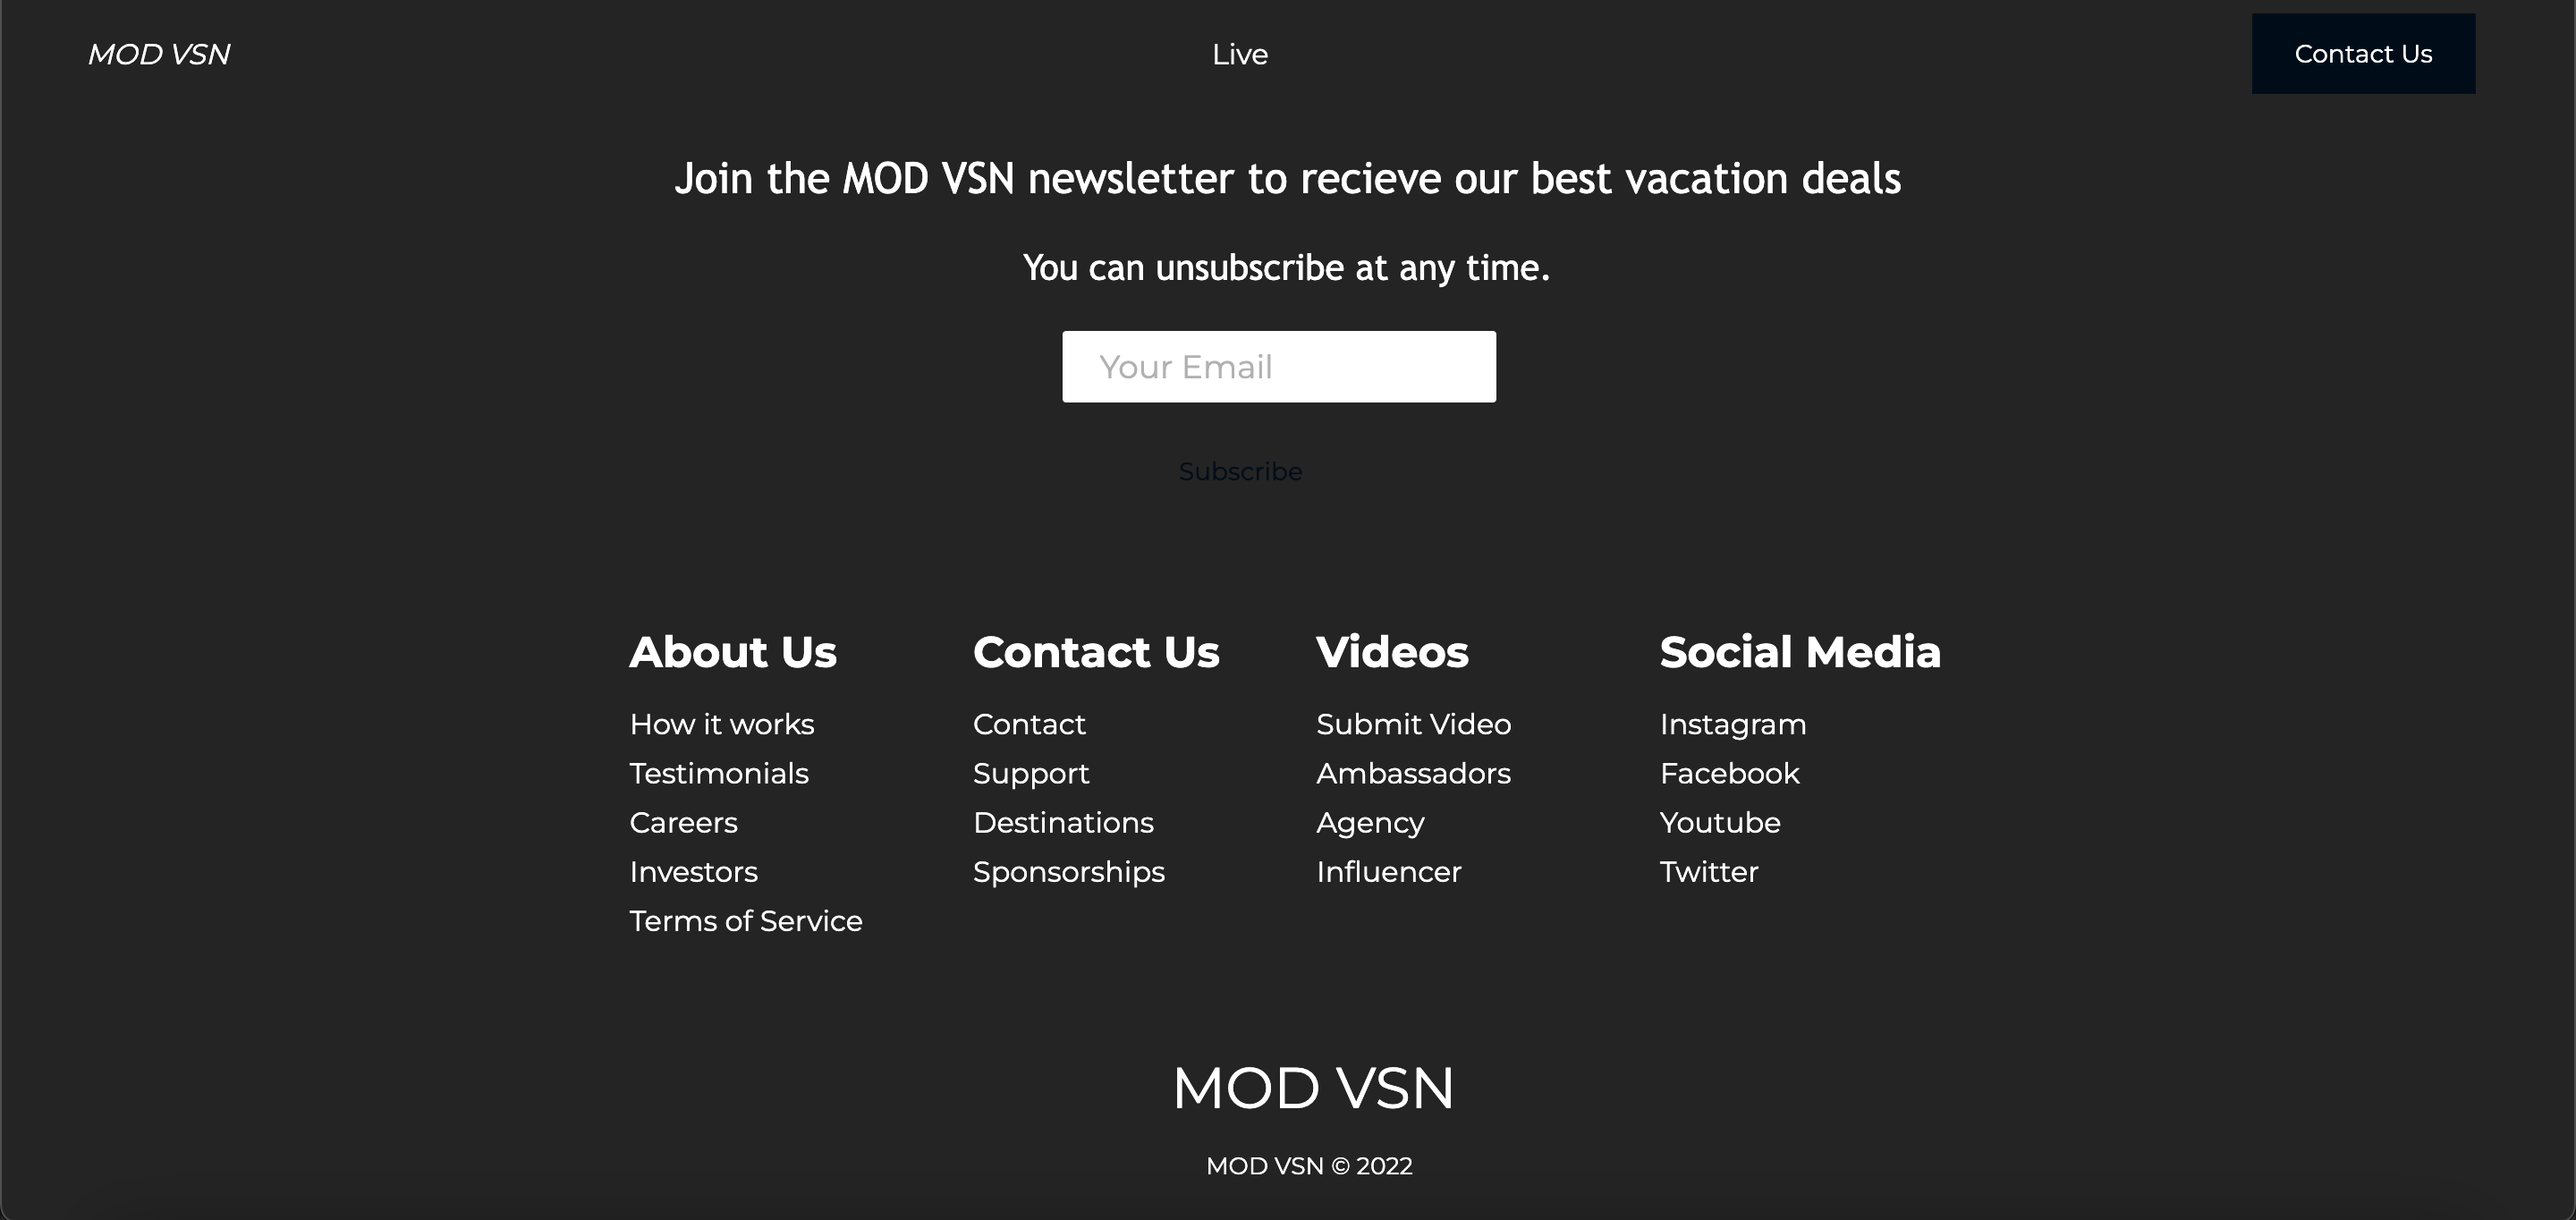 MOD VSN
Live
Contact Us
Join the MOD VSN newsletter to recieve our best vacation deals
You can unsubscribe at any time.
Your Email
Subscribe
About Us
How it works
Testimonials
Careers
Investors
Terms of Service
Contact Us
Contact
Support
Destinations
Sponsorships
Videos
Submit Video
Ambassadors
Agency
Influencer
Social Media
Instagram
Facebook
Youtube
Twitter
MOD VSN
MOD VSN © 2022